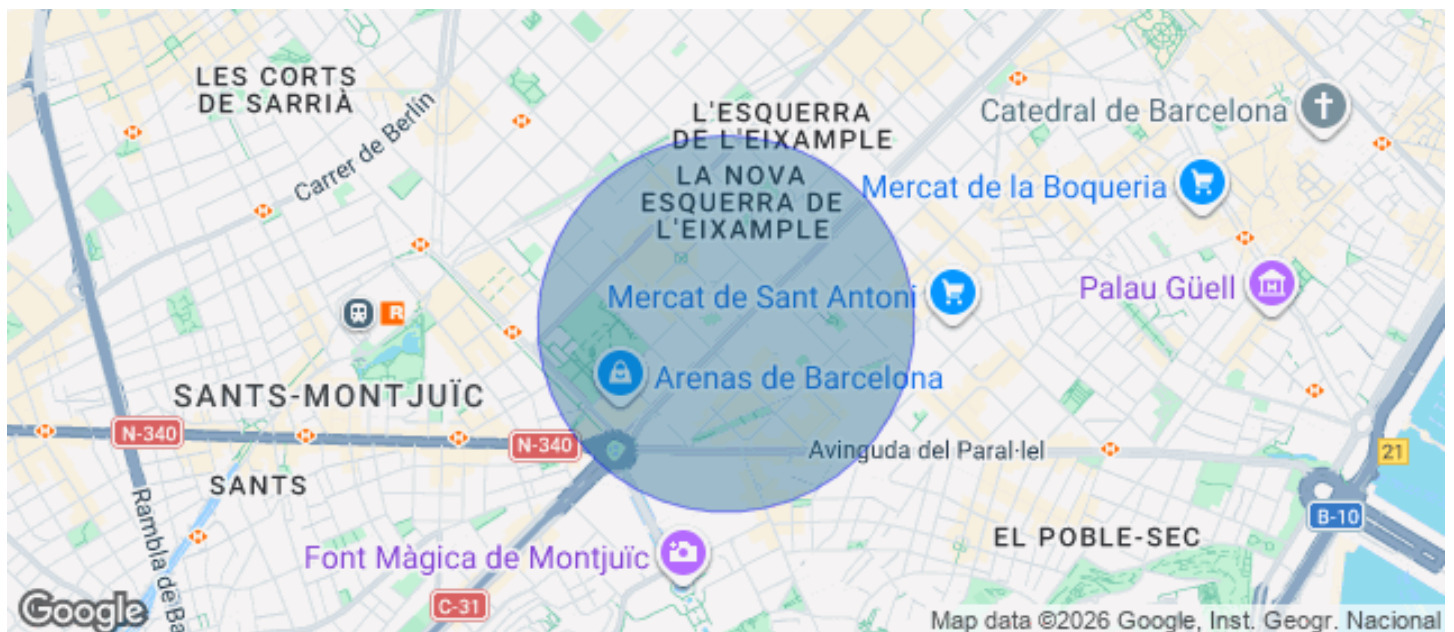 LES CORTS
DE SARRIÀ
L'ESQUERRA
DE L'EIXAMPLE
Catedral de Barcelona
Carrer de Berlín
LA NOVA
ESQUERRA DE
L'EIXAMPLE
Mercat de la Boqueria
Mercat de Sant Antoni
Palau Güell
R
Arenas de Barcelona
SANTS-MONTJUÏC
N-340
N-340
Avinguda del Paral·lel
21
SANTS
Rambla de Ba
B-10
EL POBLE-SEC
Font Màgica de Montjuïc
C-31
Google
Map data ©2026 Google, Inst. Geogr. Nacional